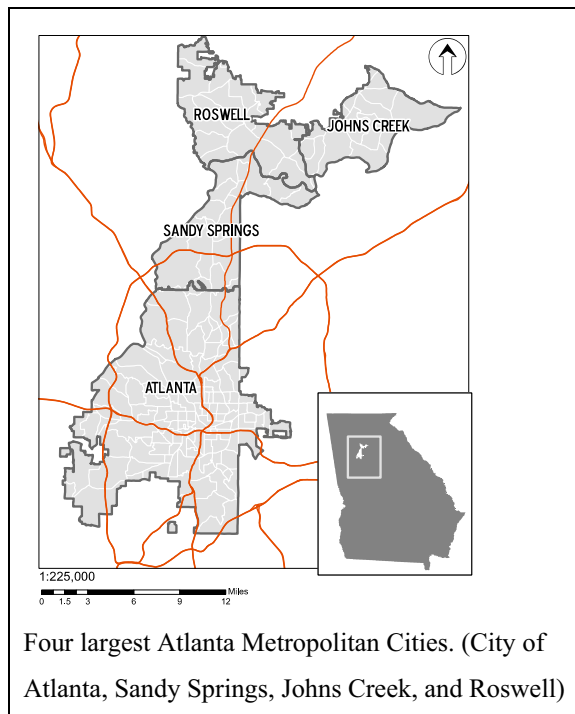 ROSWELL
JOHNS CREEK
SANDY SPRINGS
ATLANTA
1:225,000
Miles
0 1.5 3 6 9 12
Four largest Atlanta Metropolitan Cities. (City of
Atlanta, Sandy Springs, Johns Creek, and Roswell)